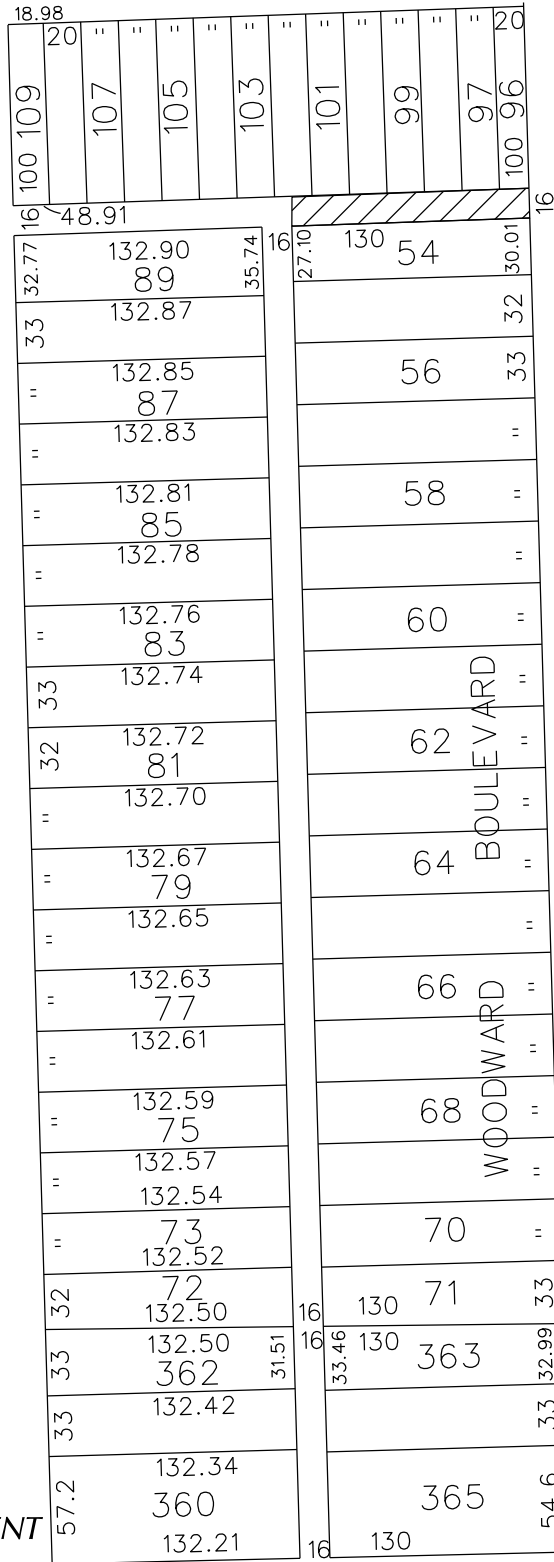 18.98
20 " " " " " " " " " " 20
109 107 105 103 101 99 97 96
100 100
16 48.91 16
32.77 132.90 35.74 16 27.10 130 54 30.01
89
33 132.87 32
132.85 56 33
" 87
" 132.83 "
132.81 58 "
" 85
" 132.78 "
132.76 60 "
" 83
33 132.74 "
32 132.72 62 "
81
" 132.70 "
132.67 64 "
" 79
" 132.65 "
132.63 66 "
" 77
" 132.61 "
132.59 68 "
" 75
132.57 "
" 132.54
" 73 70 "
132.52
32 72 71 33
132.50 16 130
33 132.50 31.51 16 33.46 130 363 32.99
362
33 132.42 33
132.34
57.2 360 365 54.6
132.21 16 130
WOODWARD BOULEVARD